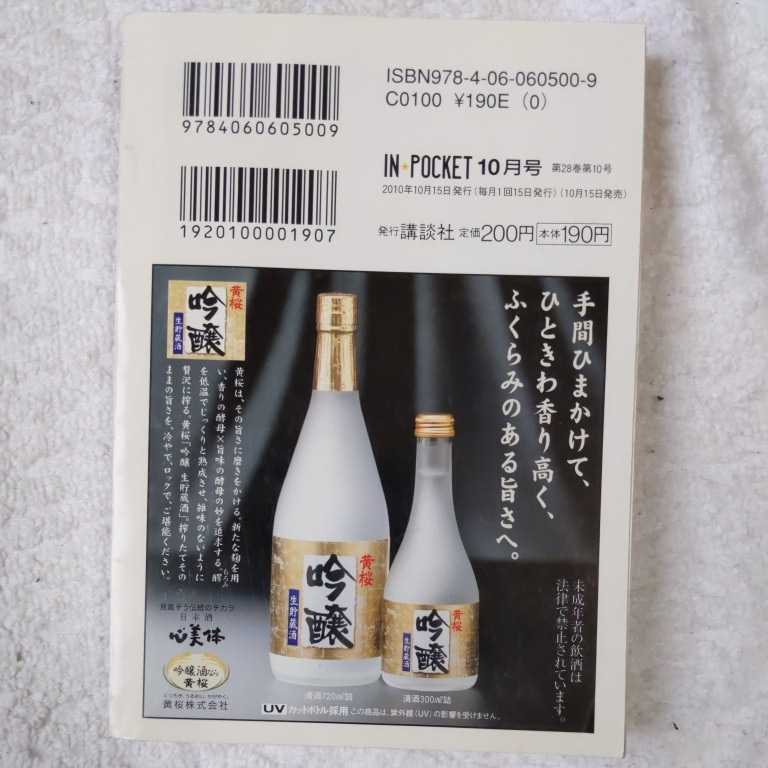 ISBN978-4-06-060500-9
C0100 ¥190E (0)
9784060605009
IN★POCKET 10月号 第28巻第10号
2010年10月15日発行(毎月1回15日発行)(10月15日発売)
1920100001907
発行 講談社 定価200円 本体190円
手間ひまかけて、
ひときわ香り高く、
ふくらみのある旨さへ。
黄桜
吟醸
生貯蔵酒
黄桜は、その旨さに磨きをかける。新たな麹を用
い、香りの酵母×旨味の酵母の妙を追求する。醪
もろみ
を低温でじっくりと熟成させ、雑味のないように
贅沢に搾る。黄桜「吟醸 生貯蔵酒」。搾りたてその
ままの旨さを、冷やで、ロックで、ご堪能ください。
黄桜
吟醸
生貯蔵酒
黄桜
吟醸
生貯蔵酒
日本酒
心美体
吟醸酒なら
黄桜
黄桜株式会社
清酒720㎖詰
清酒300㎖詰
UVカットボトル採用 この商品は、紫外線(UV)の影響を受けません。
未成年者の飲酒は
法律で禁止されています。